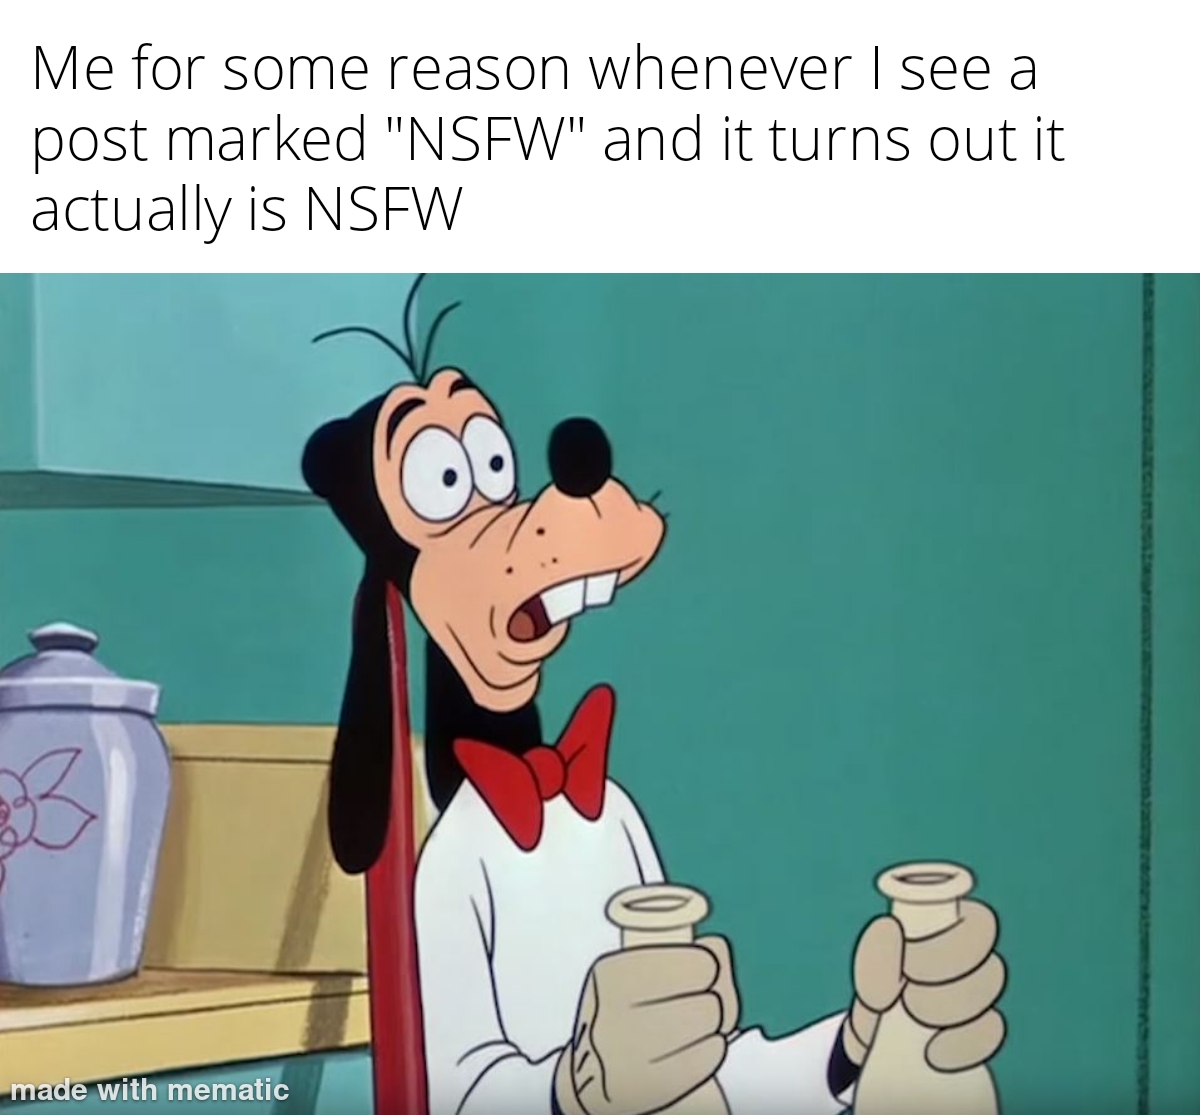 Me for some reason whenever I see a
post marked "NSFW" and it turns out it
actually is NSFW
made with mematic